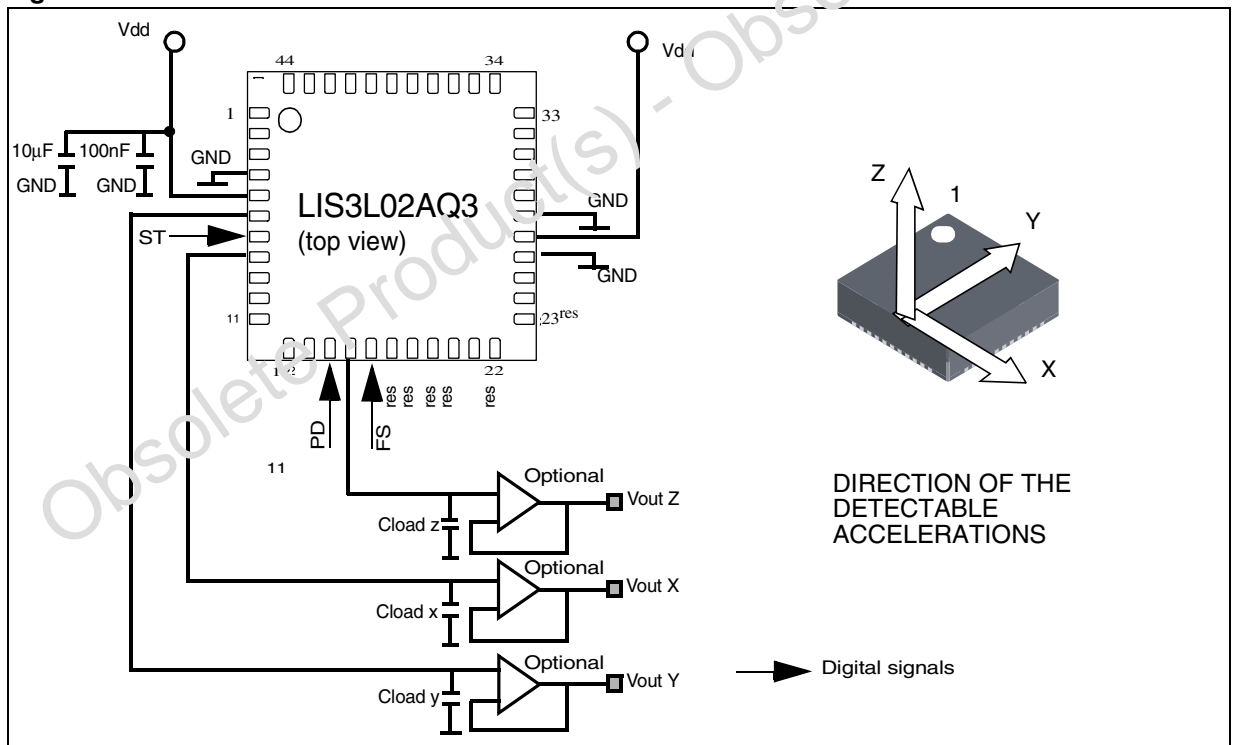 Vdd
Vdd
44
34
1
33
10µF
100nF
GND
GND
GND
LIS3L02AQ3
(top view)
GND
ST
GND
11
23
res
22
res
res
res
res
res
PD
FS
11
Optional
Vout Z
Cload z
Optional
Vout X
Cload x
Optional
Vout Y
Cload y
Digital signals
Z
1
Y
X
DIRECTION OF THE
DETECTABLE
ACCELERATIONS
Obsolete Product(s) - Obs